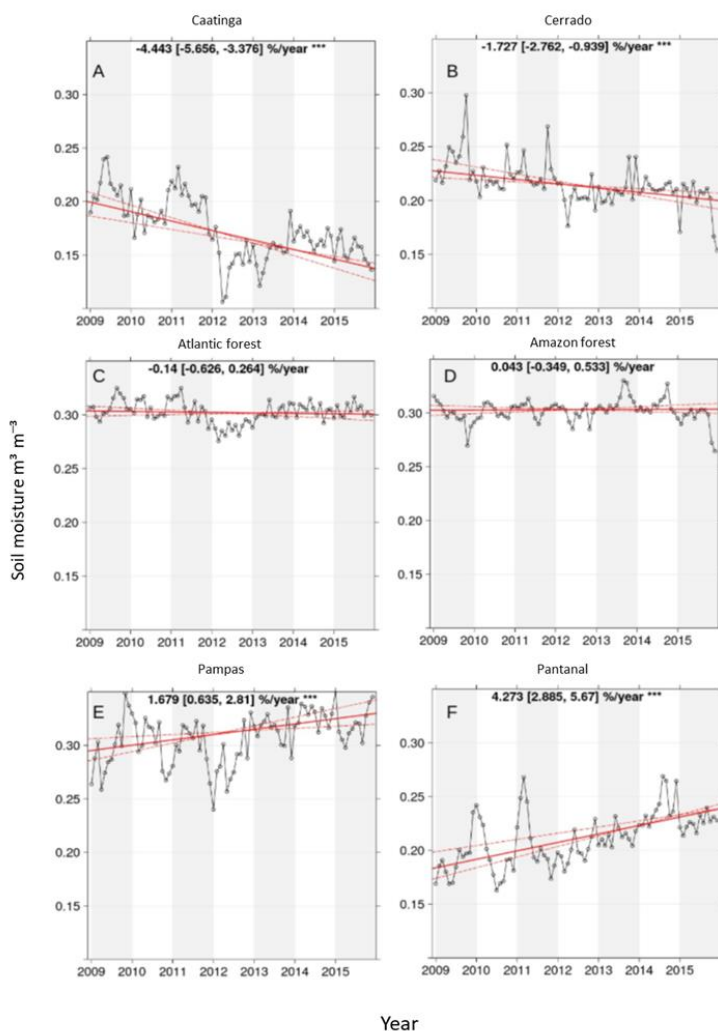 Caatinga
-4.443 [-5.656, -3.376] %/year ***
A
0.30
0.25
0.20
0.15
2009 2010 2011 2012 2013 2014 2015
Cerrado
-1.727 [-2.762, -0.939] %/year ***
B
0.30
0.25
0.20
0.15
2009 2010 2011 2012 2013 2014 2015
Atlantic forest
-0.14 [-0.626, 0.264] %/year
C
0.30
0.25
0.20
0.15
2009 2010 2011 2012 2013 2014 2015
Amazon forest
0.043 [-0.349, 0.533] %/year
D
0.30
0.25
0.20
0.15
2009 2010 2011 2012 2013 2014 2015
Soil moisture m³ m⁻³
Pampas
1.679 [0.635, 2.81] %/year ***
E
0.30
0.25
0.20
0.15
2009 2010 2011 2012 2013 2014 2015
Pantanal
4.273 [2.885, 5.67] %/year ***
F
0.30
0.25
0.20
0.15
2009 2010 2011 2012 2013 2014 2015
Year